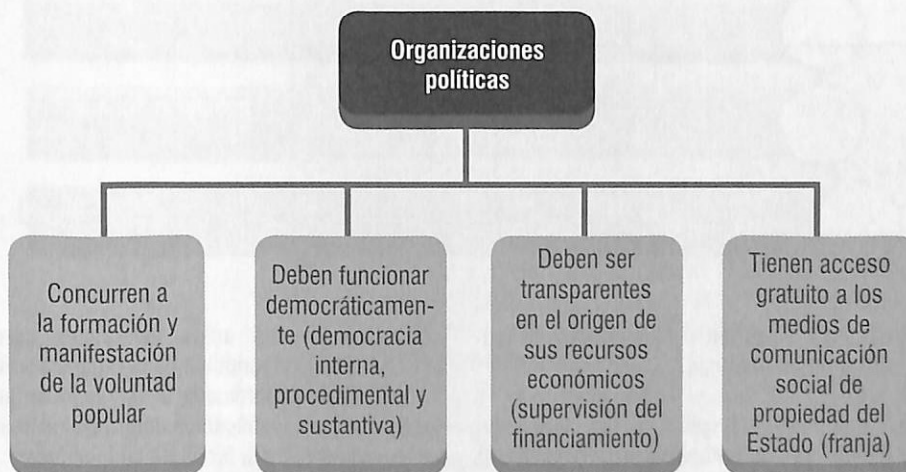 Organizaciones
políticas
Concurren a
la formación y
manifestación
de la voluntad
popular
Deben funcionar
democráticamen-
te (democracia
interna,
procedimental y
sustantiva)
Deben ser
transparentes
en el origen de
sus recursos
económicos
(supervisión del
financiamiento)
Tienen acceso
gratuito a los
medios de
comunicación
social de
propiedad del
Estado (franja)